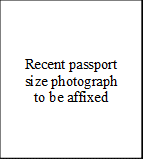 Recent passport
size photograph
to be affixed